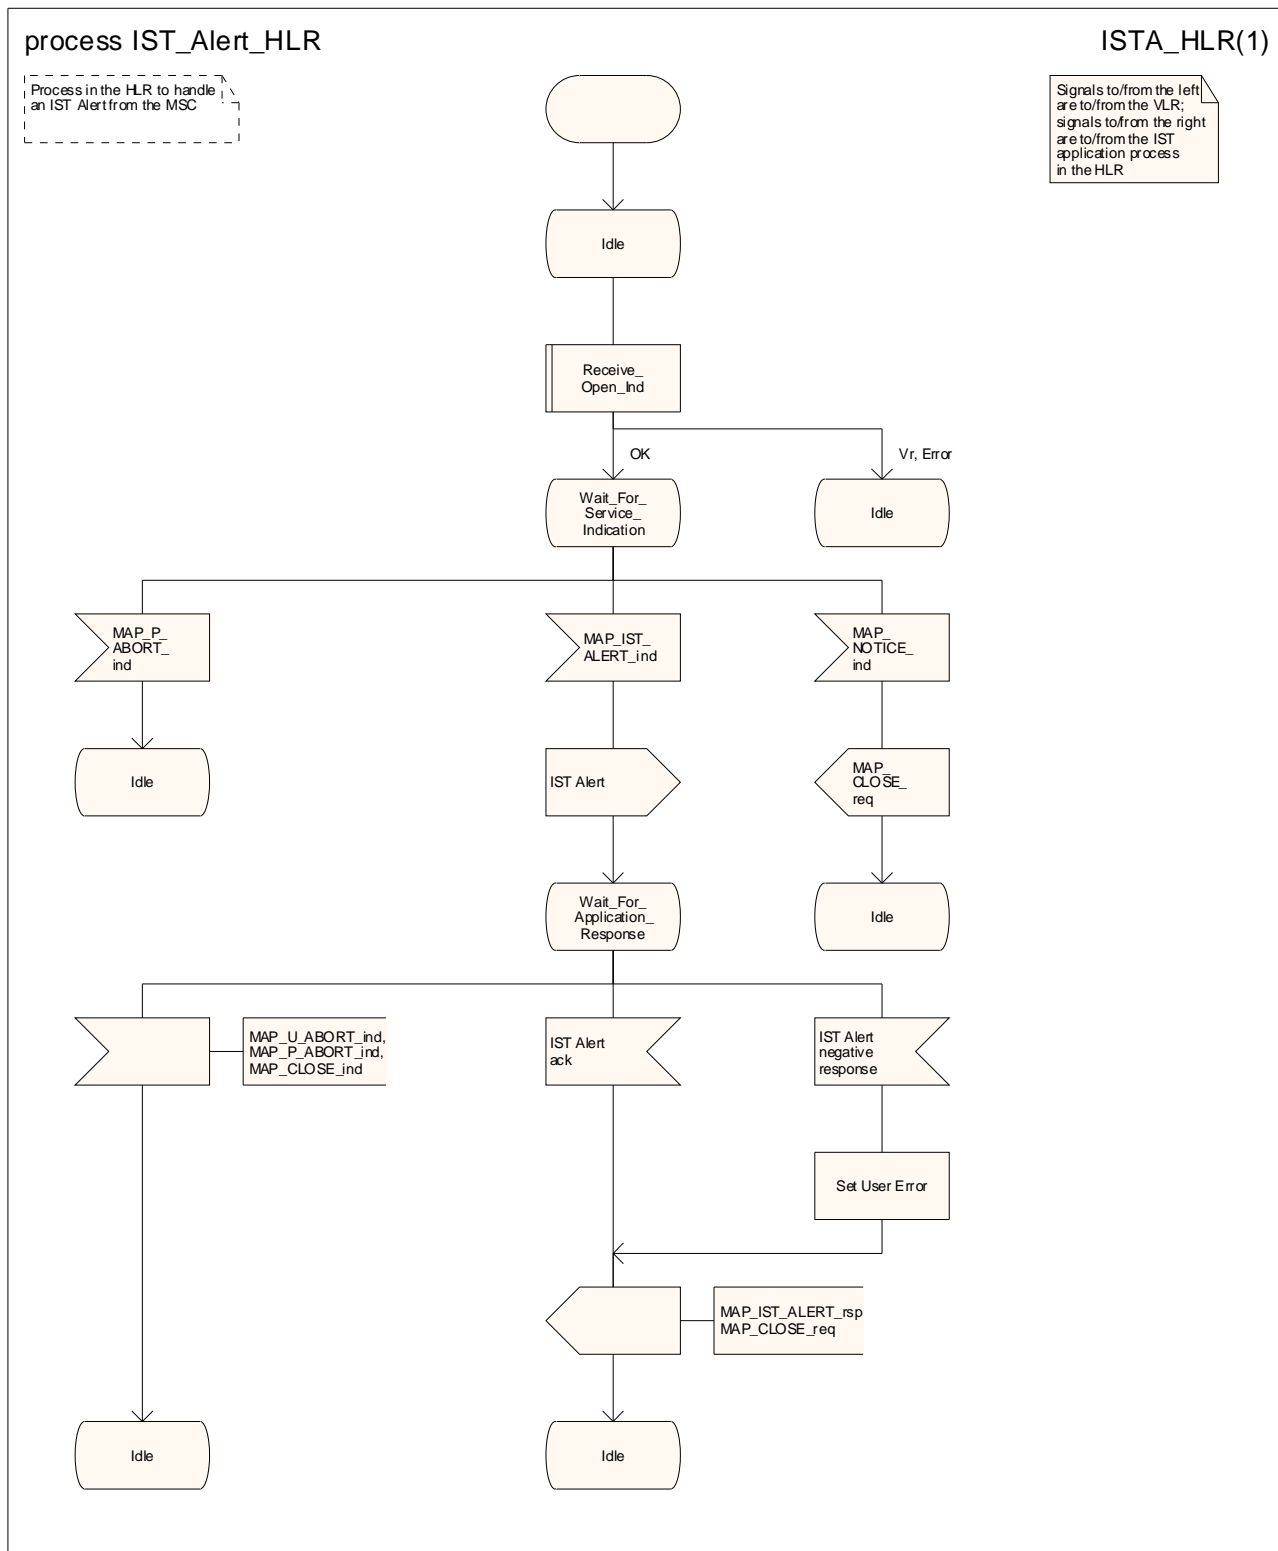 process IST_Alert_HLR
ISTA_HLR(1)
Process in the HLR to handle
an IST Alert from the MSC
Signals to/from the left
are to/from the VLR;
signals to/from the right
are to/from the IST
application process
in the HLR
Idle
Receive_
Open_Ind
OK
Vr, Error
Wait_For_
Service_
Indication
Idle
MAP_P_
ABORT_
ind
MAP_IST_
ALERT_ind
MAP_
NOTICE_
ind
Idle
IST Alert
MAP_
CLOSE_
req
Wait_For_
Application_
Response
Idle
MAP_U_ABORT_ind,
MAP_P_ABORT_ind,
MAP_CLOSE_ind
IST Alert
ack
IST Alert
negative
response
Set User Error
MAP_IST_ALERT_rsp
MAP_CLOSE_req
Idle
Idle